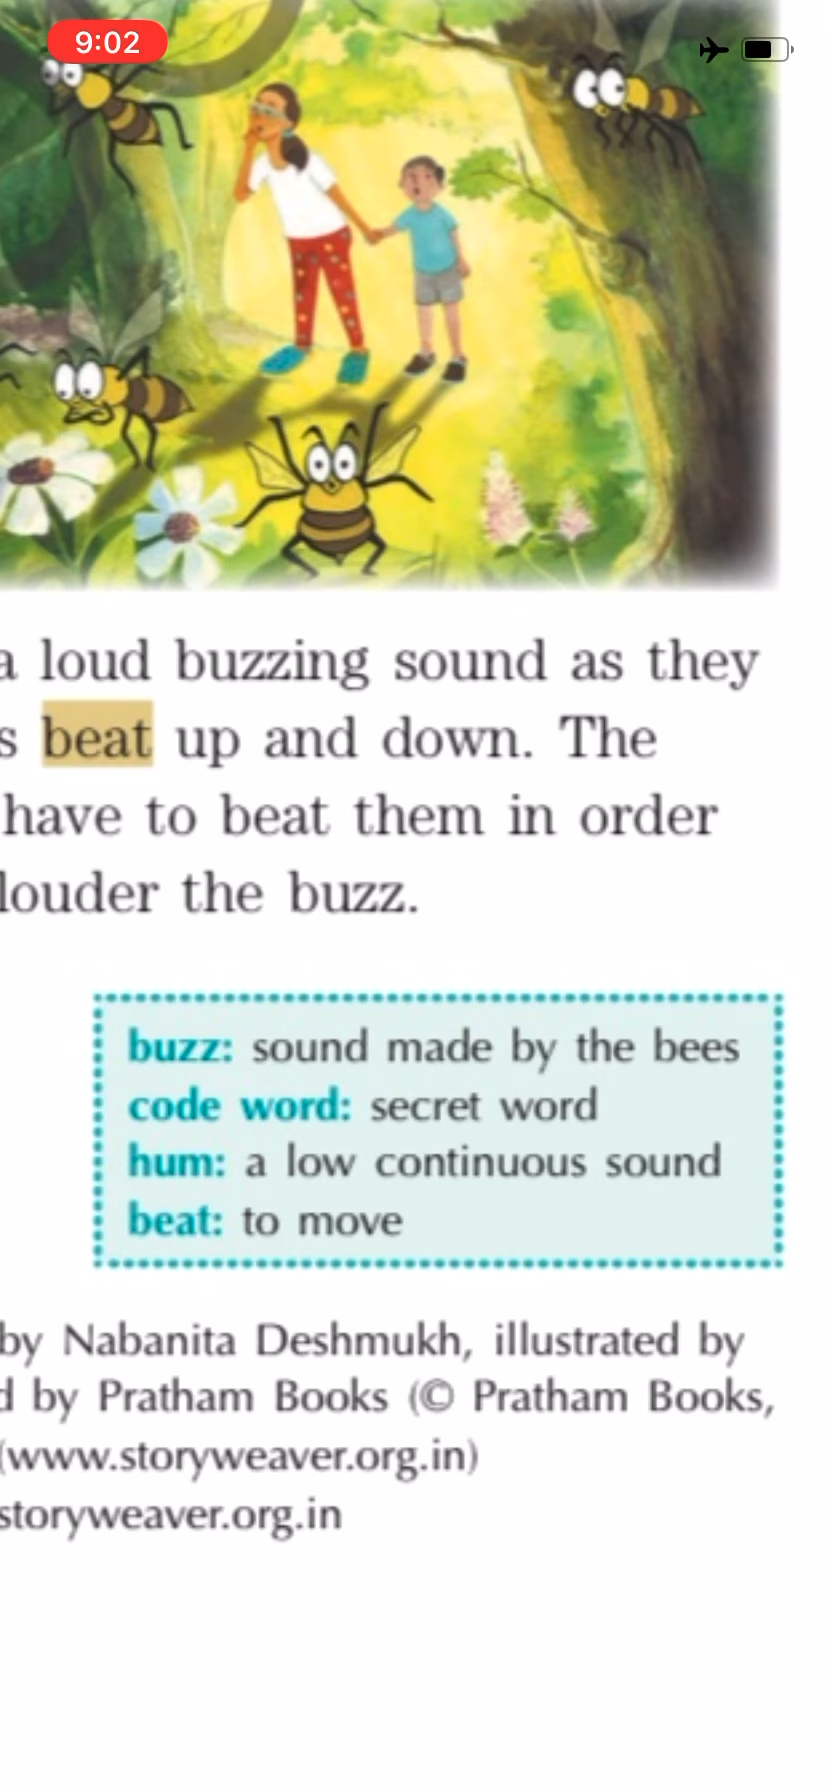 9:02
a loud buzzing sound as they
s beat up and down. The
have to beat them in order
louder the buzz.
buzz: sound made by the bees
code word: secret word
hum: a low continuous sound
beat: to move
by Nabanita Deshmukh, illustrated by
d by Pratham Books (© Pratham Books,
(www.storyweaver.org.in)
storyweaver.org.in